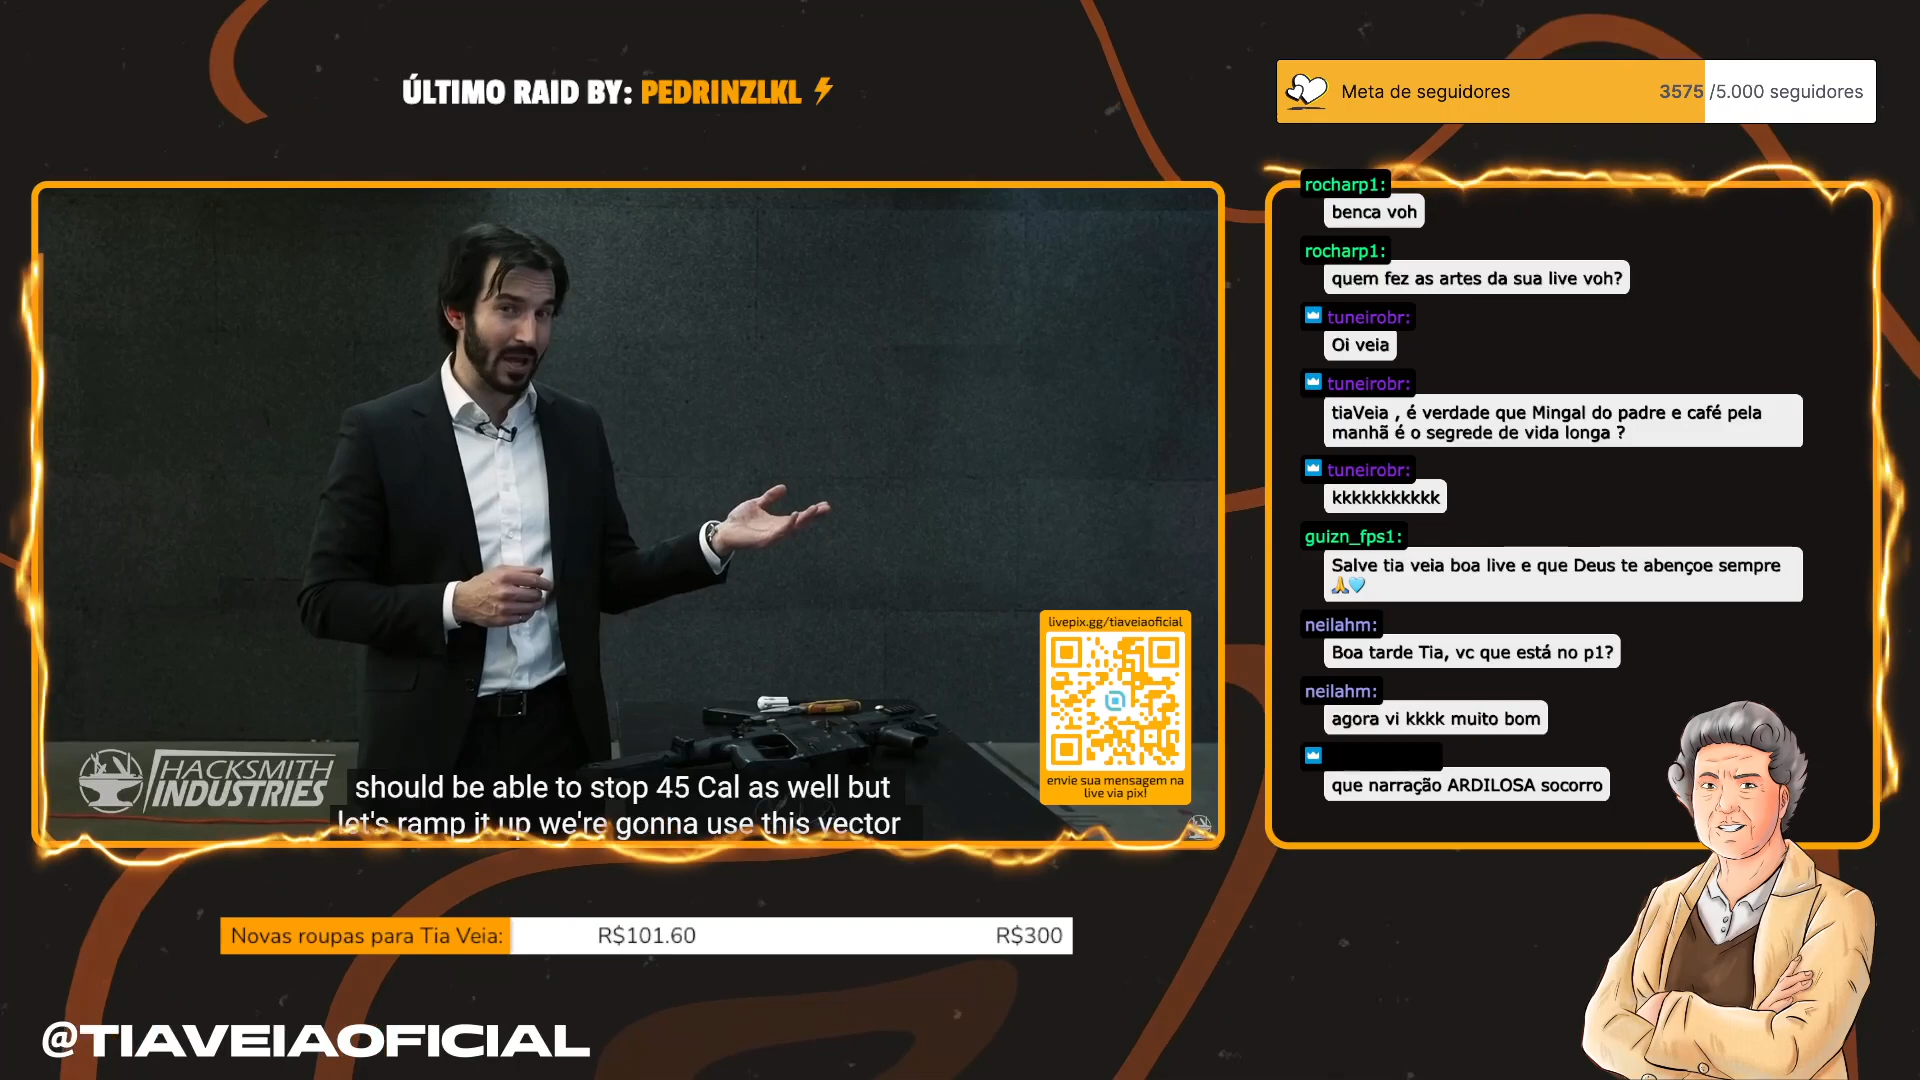 ÚLTIMO RAID BY: PEDRINZLKL
Meta de seguidores 3575 /5.000 seguidores
rocharp1:
benca voh
rocharp1:
quem fez as artes da sua live voh?
tuneirobr:
Oi veia
tuneirobr:
tiaVeia , é verdade que Mingal do padre e café pela
manhã é o segrede de vida longa ?
tuneirobr:
kkkkkkkkkkk
guizn_fps1:
Salve tia veia boa live e que Deus te abençoe sempre
🙏🩵
neilahm:
Boa tarde Tia, vc que está no p1?
neilahm:
agora vi kkkk muito bom
que narração ARDILOSA socorro
livepix.gg/tiaveiaoficial
envie sua mensagem na
live via pix!
HACKSMITH
INDUSTRIES
should be able to stop 45 Cal as well but
let's ramp it up we're gonna use this vector
Novas roupas para Tia Veia: R$101.60 R$300
@TIAVEIAOFICIAL